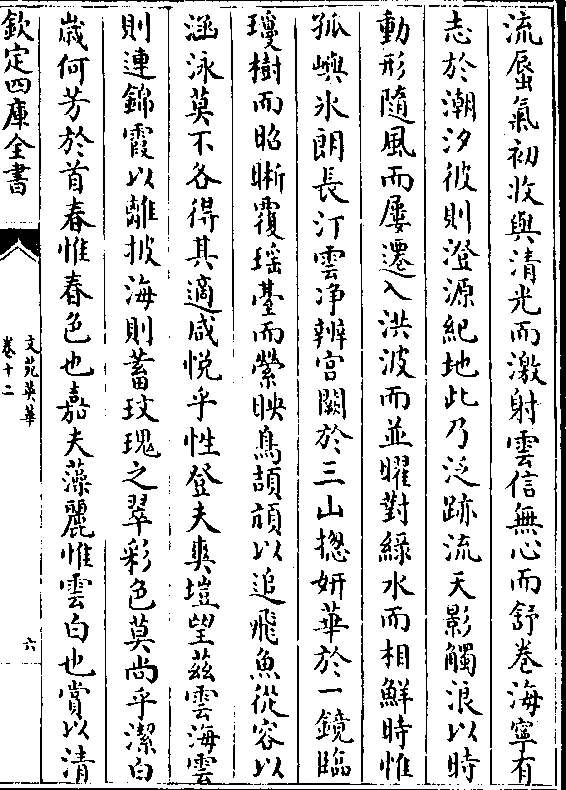 流蜃氣初收與清光而激射雲信無心而舒卷海寧有
志於潮汐彼則澄源紀地此乃泛跡流天影觸浪以時
動形隨風而屢遷入洪波而並曜對綠水而相鮮時惟
孤嶼氷朗長汀雲净辨宫闕於三山揔妍華於一鏡臨
瓊樹而昭晣覆瑶臺而縈映鳥頡頏以追飛魚從容以
涵泳莫不各得其適咸悦乎性登夫爽塏望茲雲海雲
則連錦霞以離披海則蓄玟瑰之翠彩色莫尚乎潔白
嵗何芳於首春惟春色也嘉夫藻麗惟雲白也賞以清
欽定四庫全書
文苑英華
卷十二
六